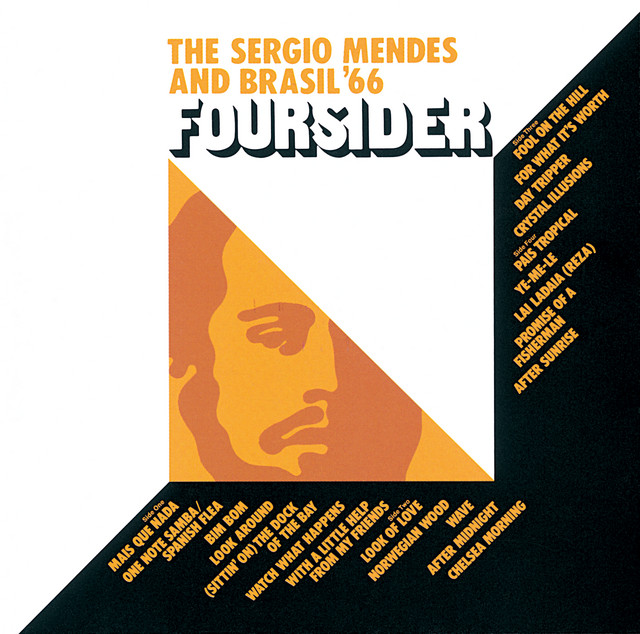 THE SERGIO MENDES
AND BRASIL '66
FOURSIDER
Side One
MAIS QUE NADA
ONE NOTE SAMBA/
SPANISH FLEA
BIM BOM
LOOK AROUND
(SITTIN' ON) THE DOCK
OF THE BAY
WATCH WHAT HAPPENS
WITH A LITTLE HELP
FROM MY FRIENDS
Side Two
LOOK OF LOVE
NORWEGIAN WOOD
WAVE
AFTER MIDNIGHT
CHELSEA MORNING
Side Three
FOOL ON THE HILL
FOR WHAT IT'S WORTH
DAY TRIPPER
CRYSTAL ILLUSIONS
Side Four
PAIS TROPICAL
YE-ME-LE
LAI LADAIA (REZA)
PROMISE OF A
FISHERMAN
AFTER SUNRISE